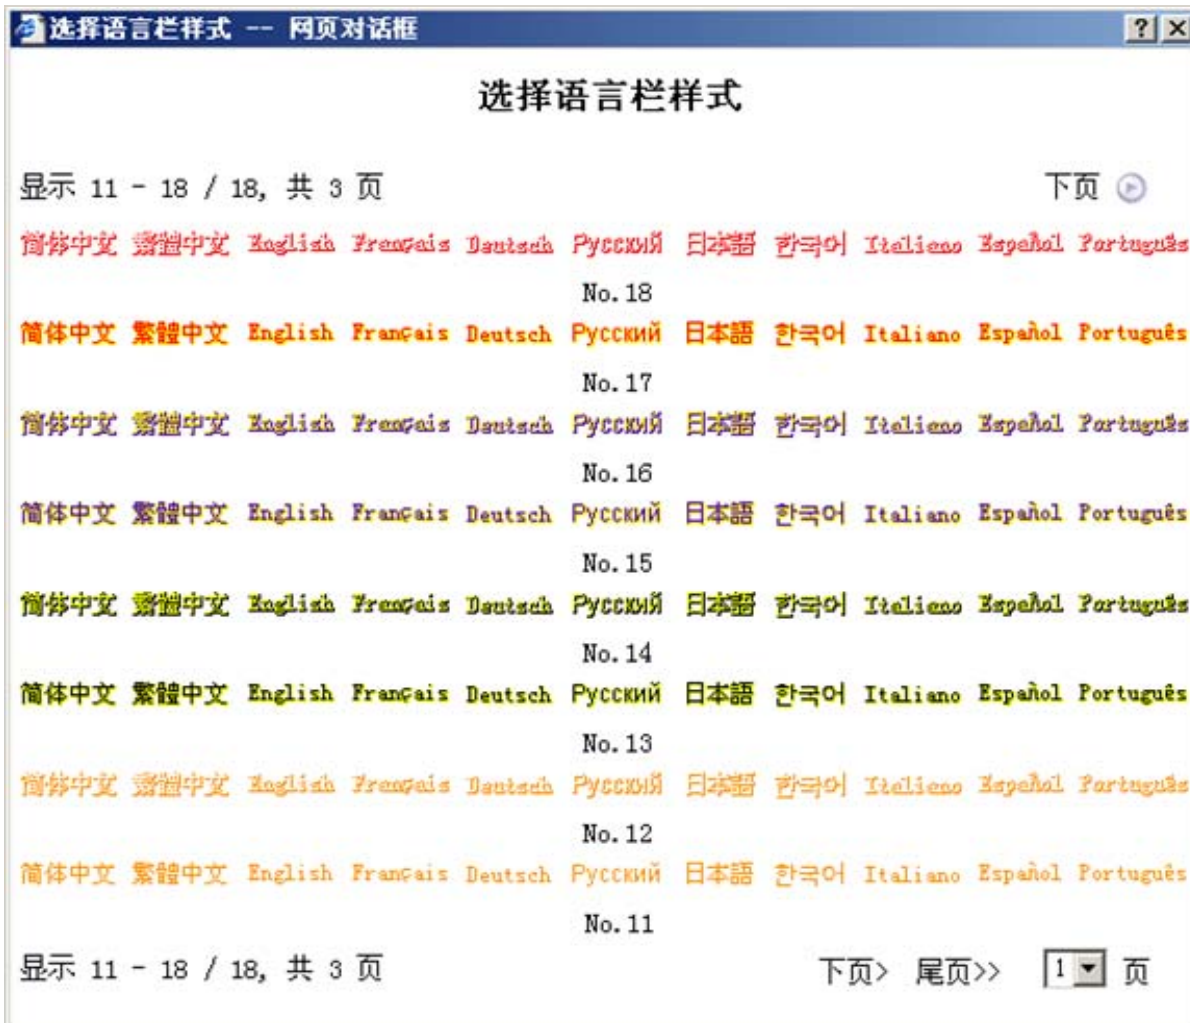 选择语言栏样式 -- 网页对话框
选择语言栏样式
显示 11 - 18 / 18, 共 3 页 下页
简体中文 繁體中文 English Français Deutsch Русский 日本語 한국어 Italiano Español Português
No.18
简体中文 繁體中文 English Français Deutsch Русский 日本語 한국어 Italiano Español Português
No.17
简体中文 繁體中文 English Français Deutsch Русский 日本語 한국어 Italiano Español Português
No.16
简体中文 繁體中文 English Français Deutsch Русский 日本語 한국어 Italiano Español Português
No.15
简体中文 繁體中文 English Français Deutsch Русский 日本語 한국어 Italiano Español Português
No.14
简体中文 繁體中文 English Français Deutsch Русский 日本語 한국어 Italiano Español Português
No.13
简体中文 繁體中文 English Français Deutsch Русский 日本語 한국어 Italiano Español Português
No.12
简体中文 繁體中文 English Français Deutsch Русский 日本語 한국어 Italiano Español Português
No.11
显示 11 - 18 / 18, 共 3 页 下页> 尾页>> 1 页